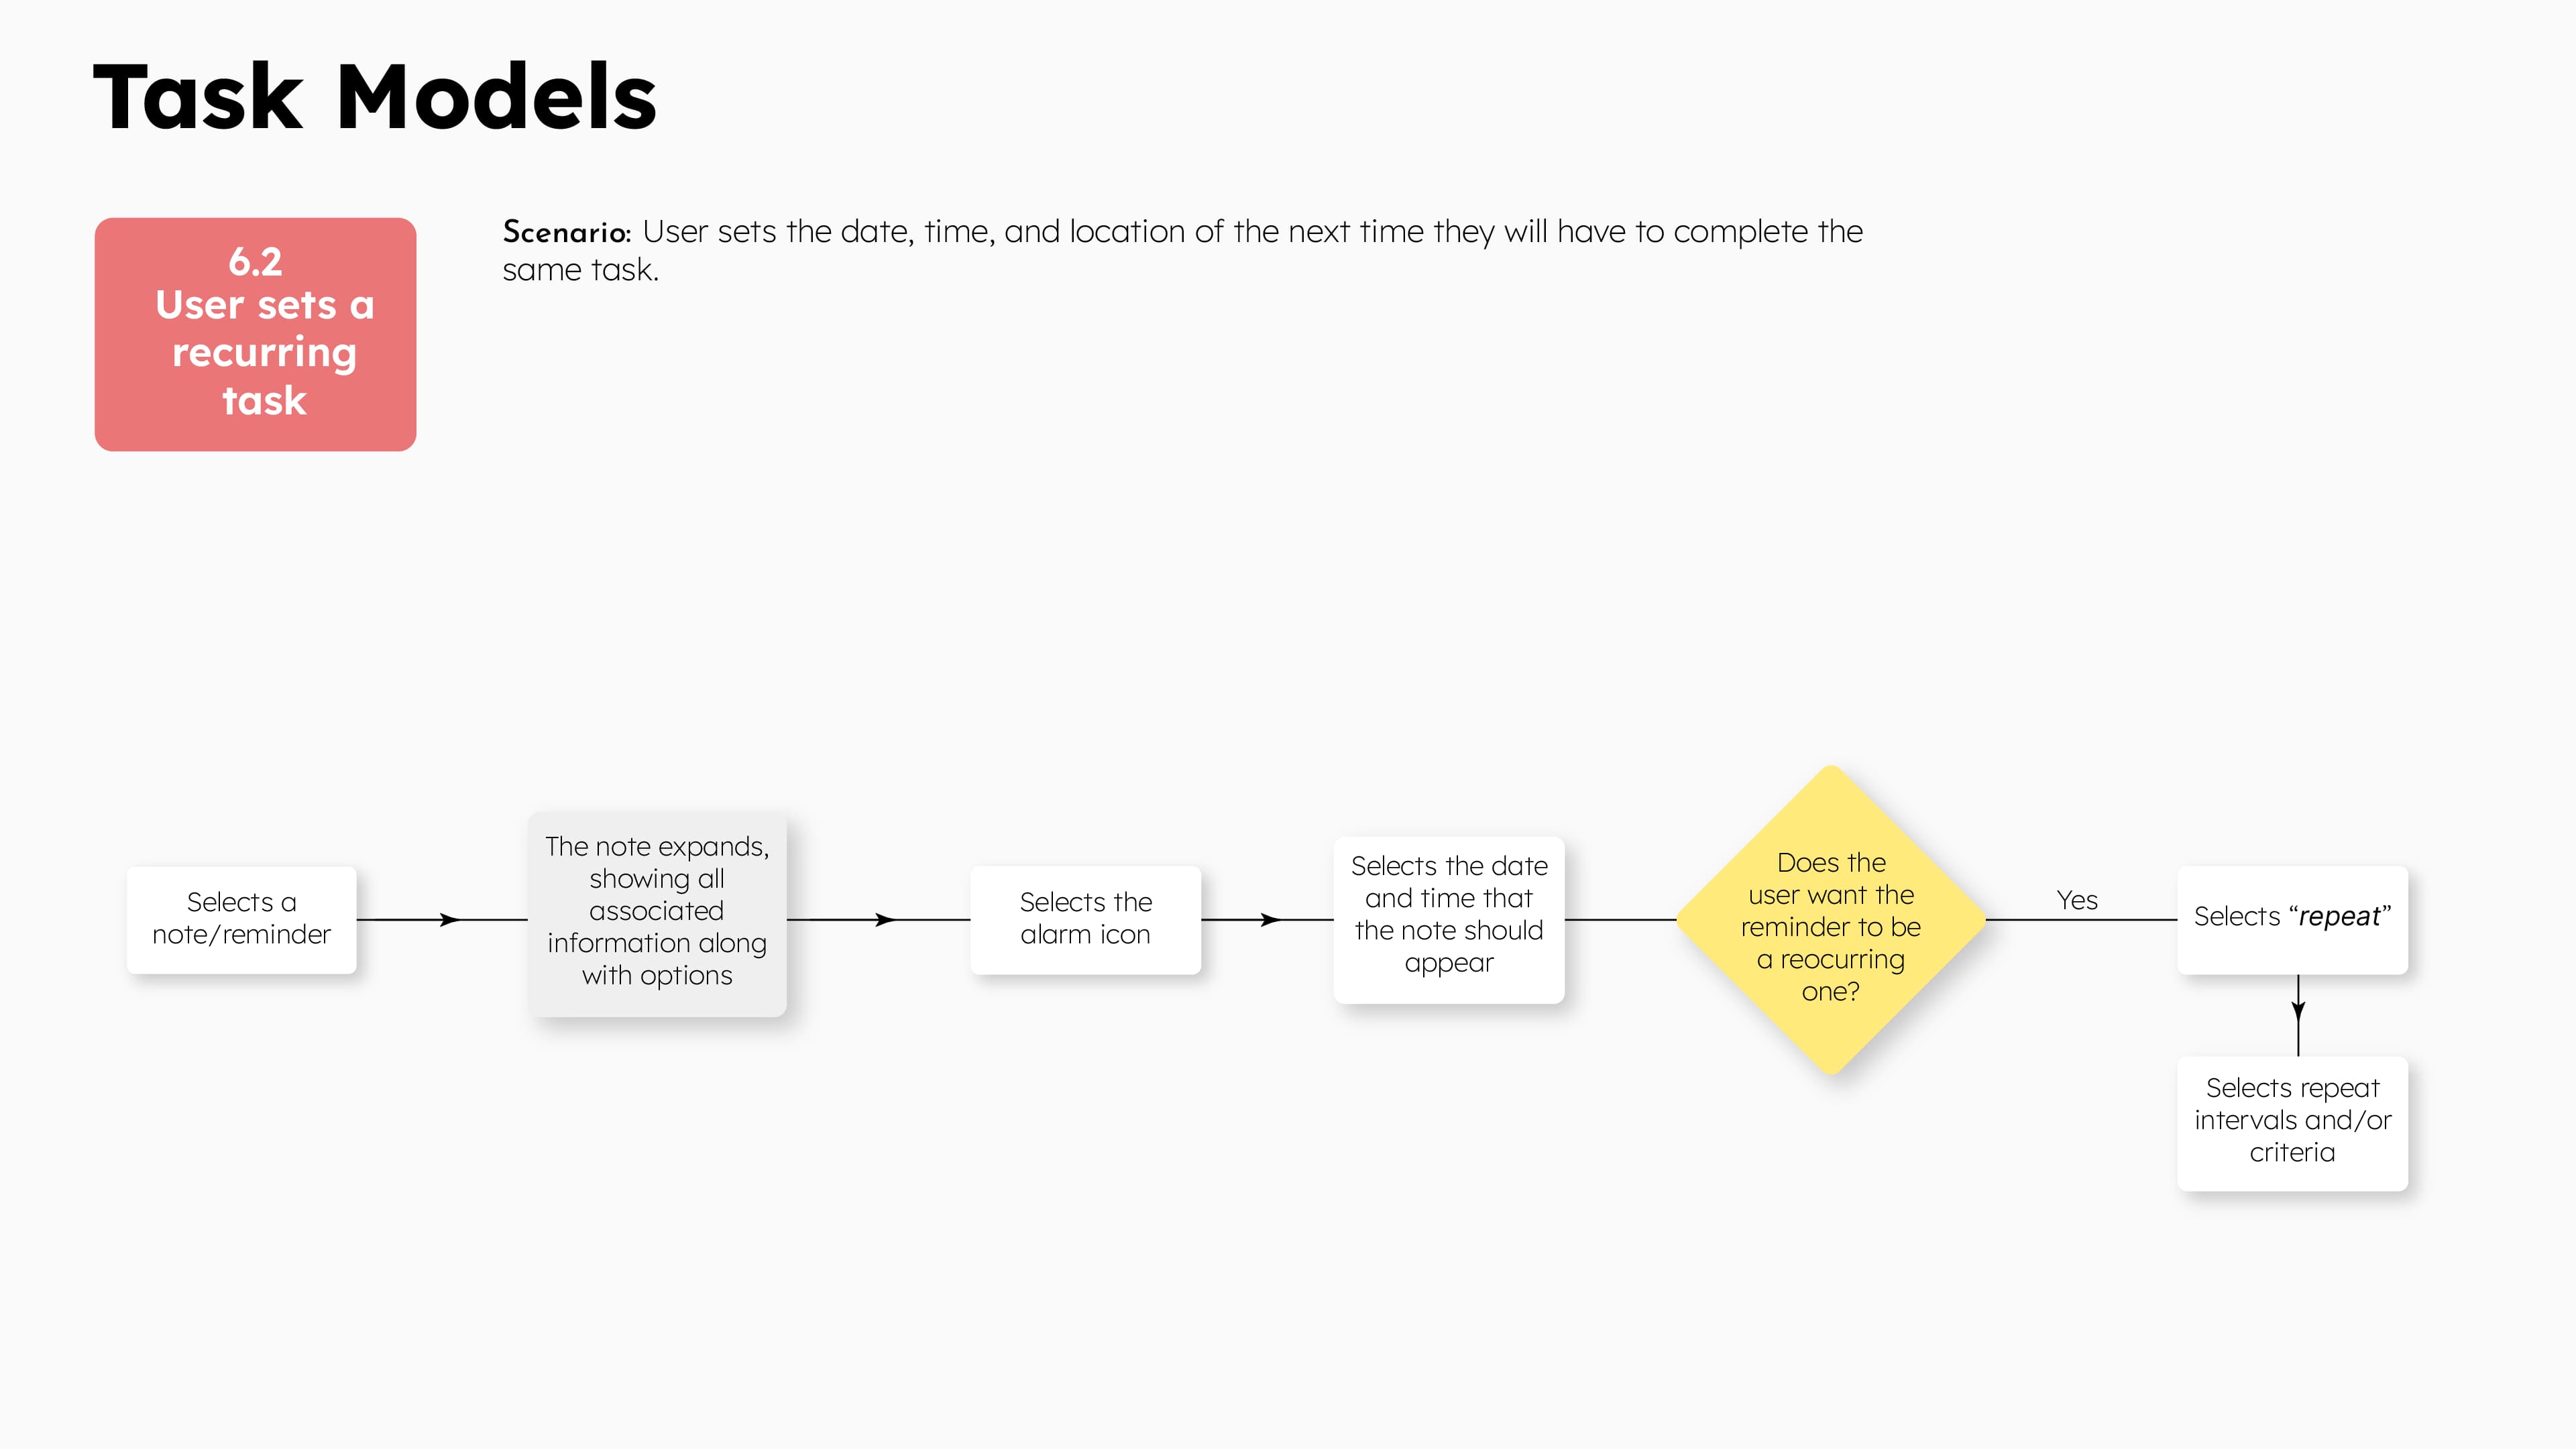 Task Models
6.2
User sets a
recurring
task
Scenario: User sets the date, time, and location of the next time they will have to complete the
same task.
Selects a
note/reminder
The note expands,
showing all
associated
information along
with options
Selects the
alarm icon
Selects the date
and time that
the note should
appear
Does the
user want the
reminder to be
a reocurring
one?
Yes
Selects “repeat”
Selects repeat
intervals and/or
criteria